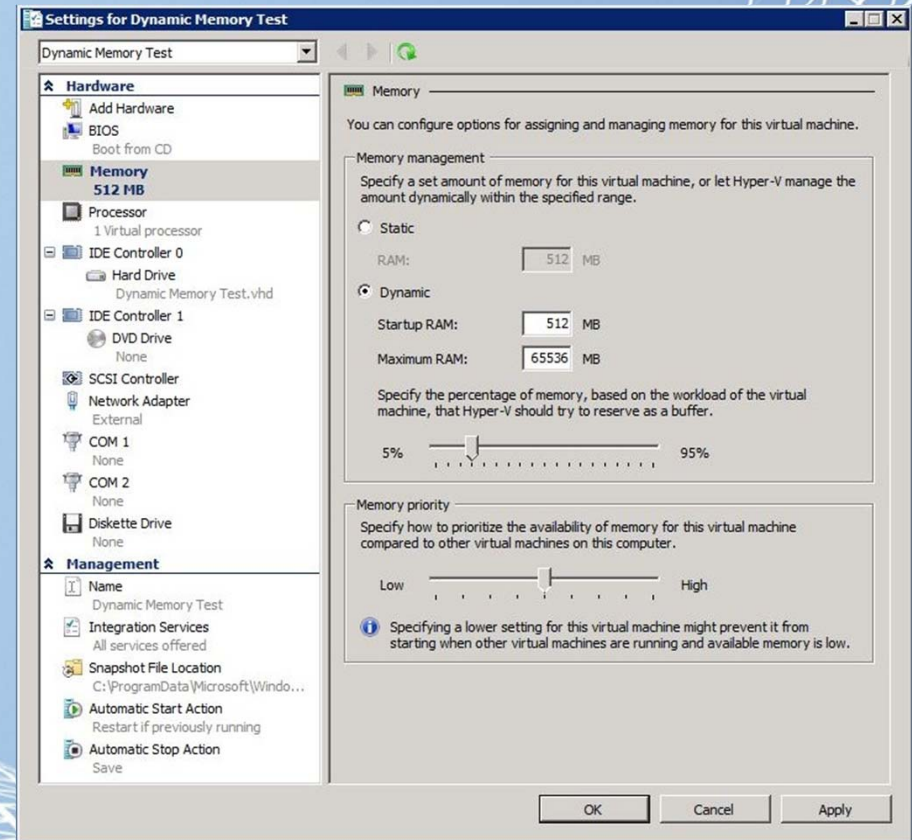 Settings for Dynamic Memory Test
Dynamic Memory Test
Hardware
Add Hardware
BIOS
Boot from CD
Memory
512 MB
Processor
1 Virtual processor
IDE Controller 0
Hard Drive
Dynamic Memory Test.vhd
IDE Controller 1
DVD Drive
None
SCSI Controller
Network Adapter
External
COM 1
None
COM 2
None
Diskette Drive
None
Management
Name
Dynamic Memory Test
Integration Services
All services offered
Snapshot File Location
C:\ProgramData\Microsoft\Windo...
Automatic Start Action
Restart if previously running
Automatic Stop Action
Save
Memory
You can configure options for assigning and managing memory for this virtual machine.
Memory management
Specify a set amount of memory for this virtual machine, or let Hyper-V manage the
amount dynamically within the specified range.
Static
RAM: 512 MB
Dynamic
Startup RAM: 512 MB
Maximum RAM: 65536 MB
Specify the percentage of memory, based on the workload of the virtual
machine, that Hyper-V should try to reserve as a buffer.
5% 95%
Memory priority
Specify how to prioritize the availability of memory for this virtual machine
compared to other virtual machines on this computer.
Low High
Specifying a lower setting for this virtual machine might prevent it from
starting when other virtual machines are running and available memory is low.
OK Cancel Apply